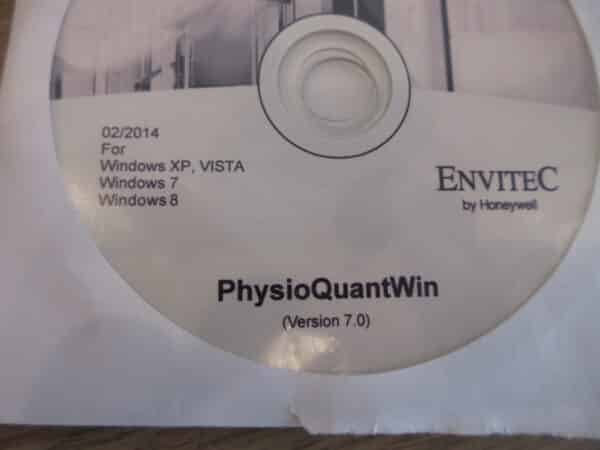 02/2014
For
Windows XP, VISTA
Windows 7
Windows 8
ENVITEC
by Honeywell
PhysioQuantWin
(Version 7.0)